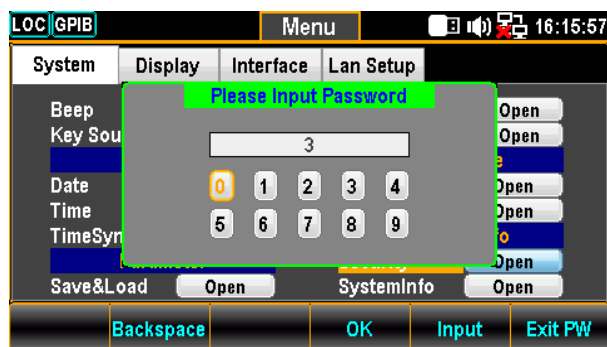 LOC GPIB Menu 16:15:57
System Display Interface Lan Setup
Please Input Password
Beep Open
3
Key Sou Open
e
Date 0 1 2 3 4 Open
Time Open
5 6 7 8 9
TimeSyn o
Open
Save&Load Open SystemInfo Open
Backspace OK Input Exit PW